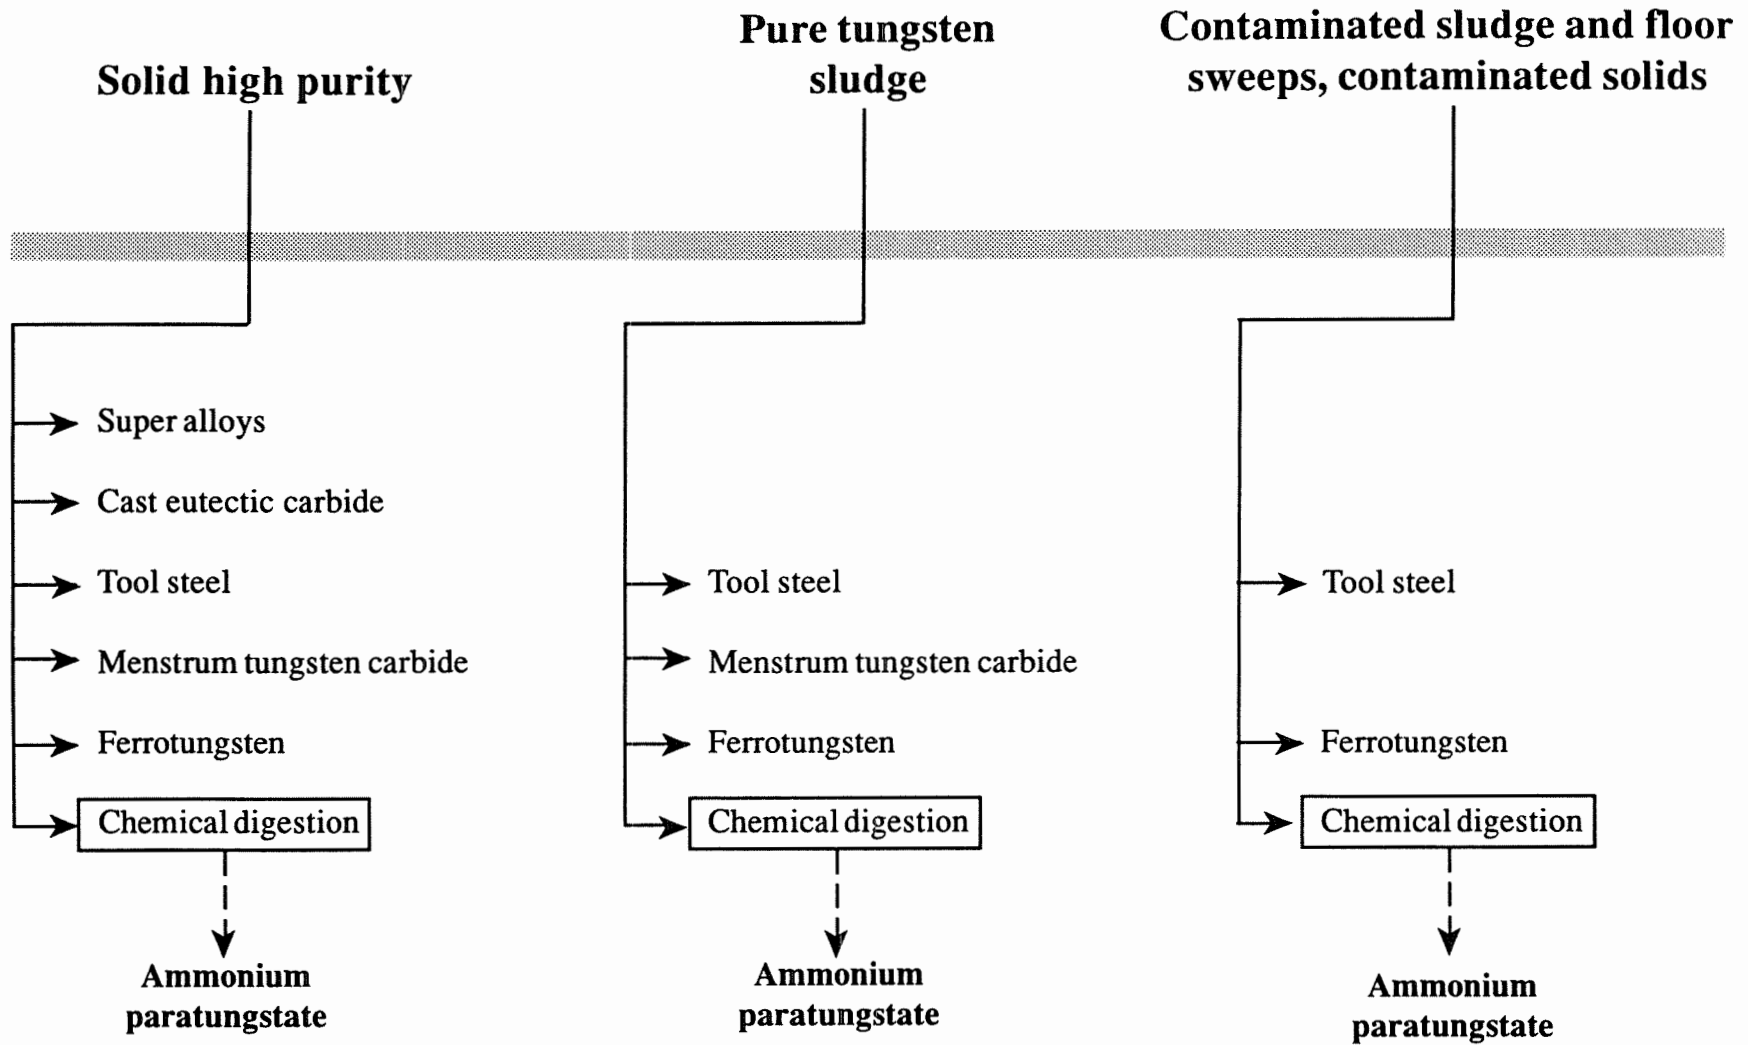 Solid high purity
Super alloys
Cast eutectic carbide
Tool steel
Menstrum tungsten carbide
Ferrotungsten
Chemical digestion
Ammonium
paratungstate
Pure tungsten
sludge
Tool steel
Menstrum tungsten carbide
Ferrotungsten
Chemical digestion
Ammonium
paratungstate
Contaminated sludge and floor
sweeps, contaminated solids
Tool steel
Ferrotungsten
Chemical digestion
Ammonium
paratungstate